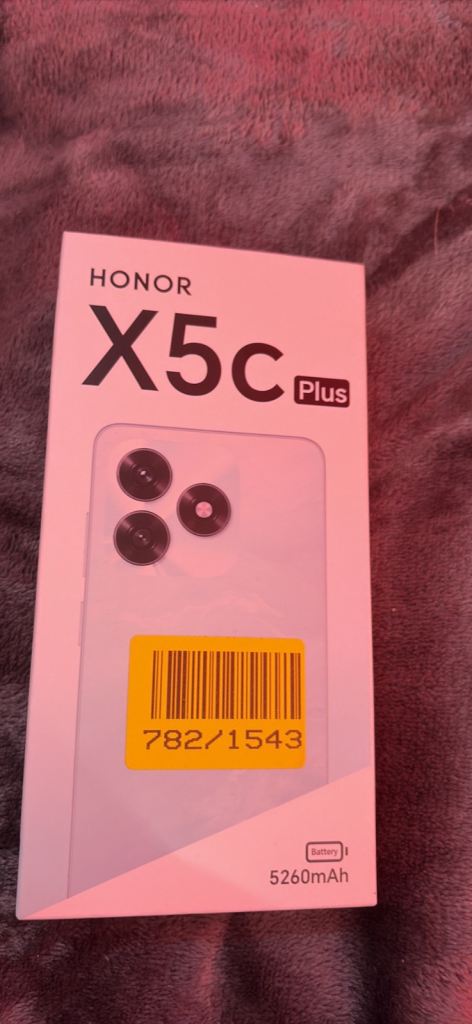 HONOR
X5c Plus
782/1543
Battery
5260mAh